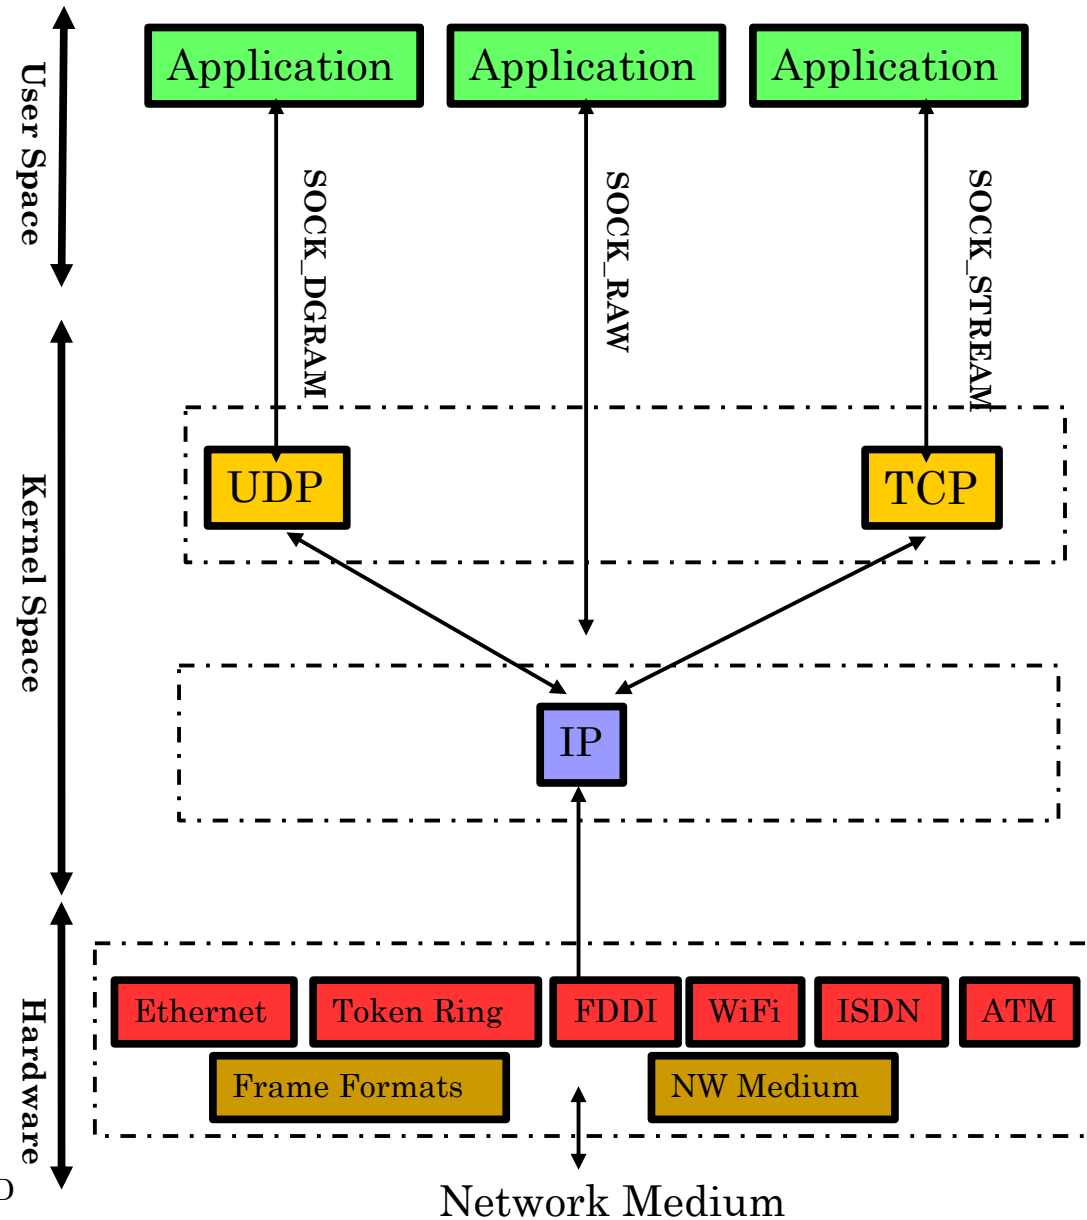 Application
Application
Application
User Space
SOCK_DGRAM
SOCK_RAW
SOCK_STREAM
UDP
TCP
Kernel Space
IP
Hardware
Ethernet
Token Ring
FDDI
WiFi
ISDN
ATM
Frame Formats
NW Medium
Network Medium